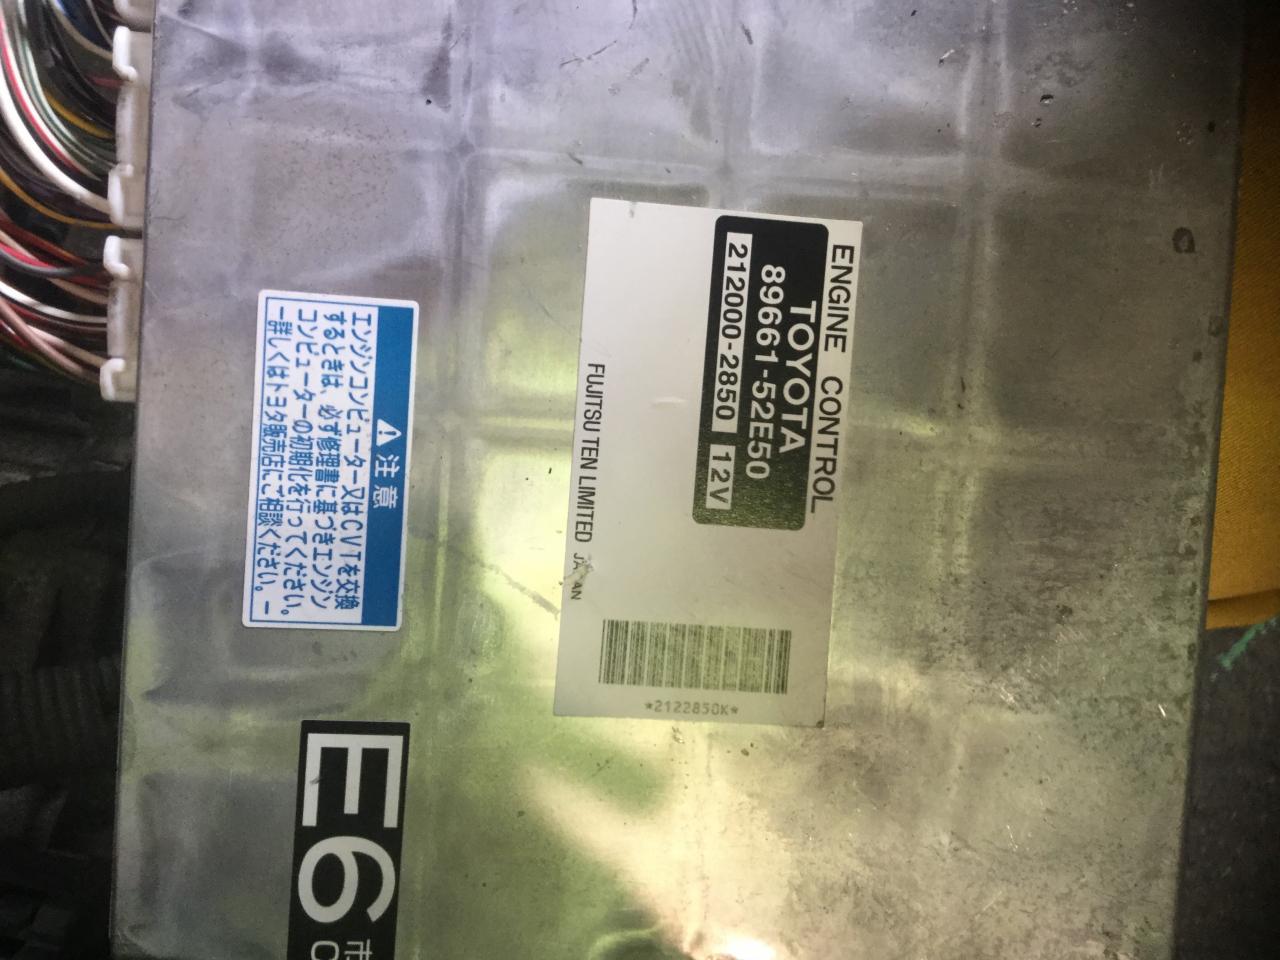 ENGINE CONTROL
TOYOTA
89661-52E50
212000-2850 12V
FUJITSU TEN LIMITED JAPAN
*2122850K*
⚠ 注意
エンジンコンピューター又はCVTを交換
するときは、必ず修理書に基づきエンジン
コンピューターの初期化を行ってください。
ー詳しくはトヨタ販売店にご相談ください。ー
E6